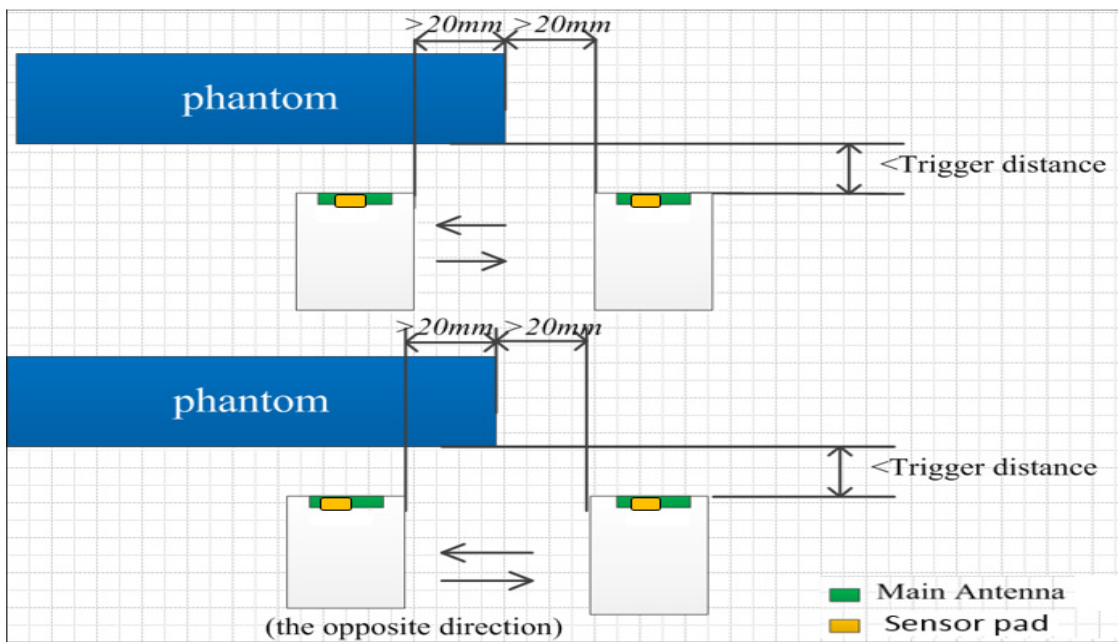 >20mm >20mm
phantom
<Trigger distance
>20mm >20mm
phantom
<Trigger distance
(the opposite direction)
Main Antenna
Sensor pad